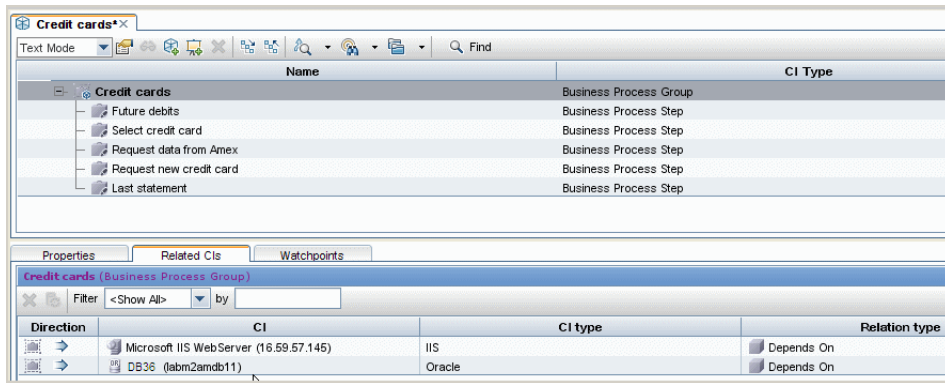 Credit cards*
Text Mode Find
Name CI Type
Credit cards Business Process Group
Future debits Business Process Step
Select credit card Business Process Step
Request data from Amex Business Process Step
Request new credit card Business Process Step
Last statement Business Process Step
Properties Related CIs Watchpoints
Credit cards (Business Process Group)
Filter <Show All> by
Direction CI CI type Relation type
Microsoft IIS WebServer (16.59.57.145) IIS Depends On
DB36 (labm2amdb11) Oracle Depends On